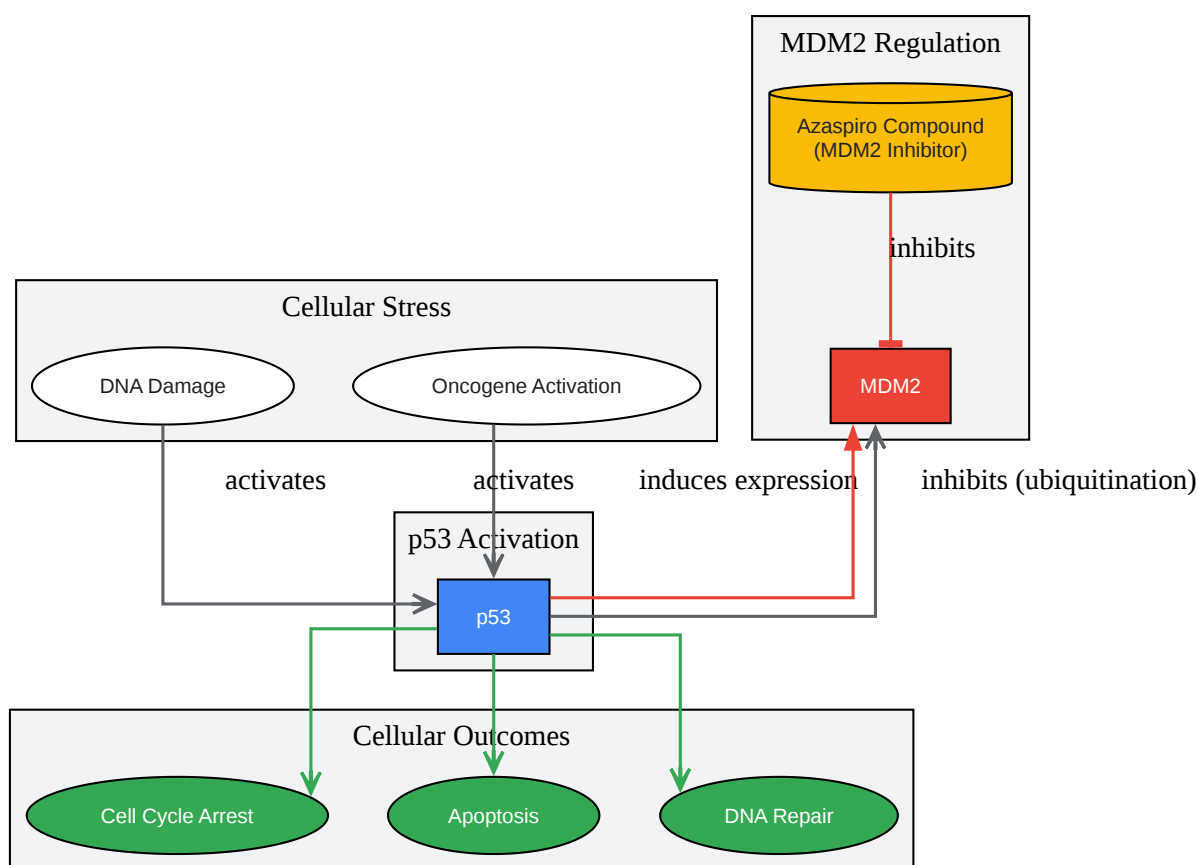 MDM2 Regulation
Azaspiro Compound
(MDM2 Inhibitor)
inhibits
Cellular Stress
DNA Damage
Oncogene Activation
MDM2
activates
activates
induces expression
inhibits (ubiquitination)
p53 Activation
p53
Cellular Outcomes
Cell Cycle Arrest
Apoptosis
DNA Repair